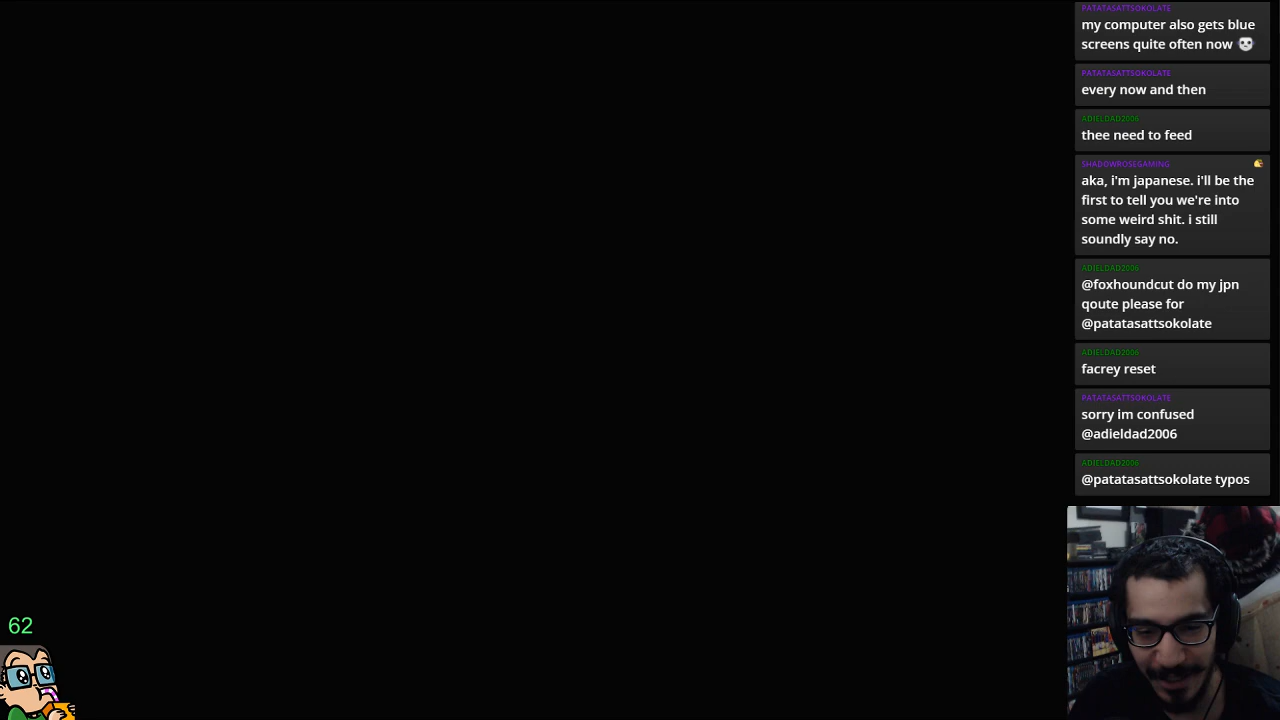 PATATASATTSOKOLATE
my computer also gets blue
screens quite often now
PATATASATTSOKOLATE
every now and then
ADIELDAD2006
thee need to feed
SHADOWROSEGAMING
aka, i'm japanese. i'll be the
first to tell you we're into
some weird shit. i still
soundly say no.
ADIELDAD2006
@foxhoundcut do my jpn
qoute please for
@patatasattsokolate
ADIELDAD2006
facrey reset
PATATASATTSOKOLATE
sorry im confused
@adieldad2006
ADIELDAD2006
@patatasattsokolate typos
62